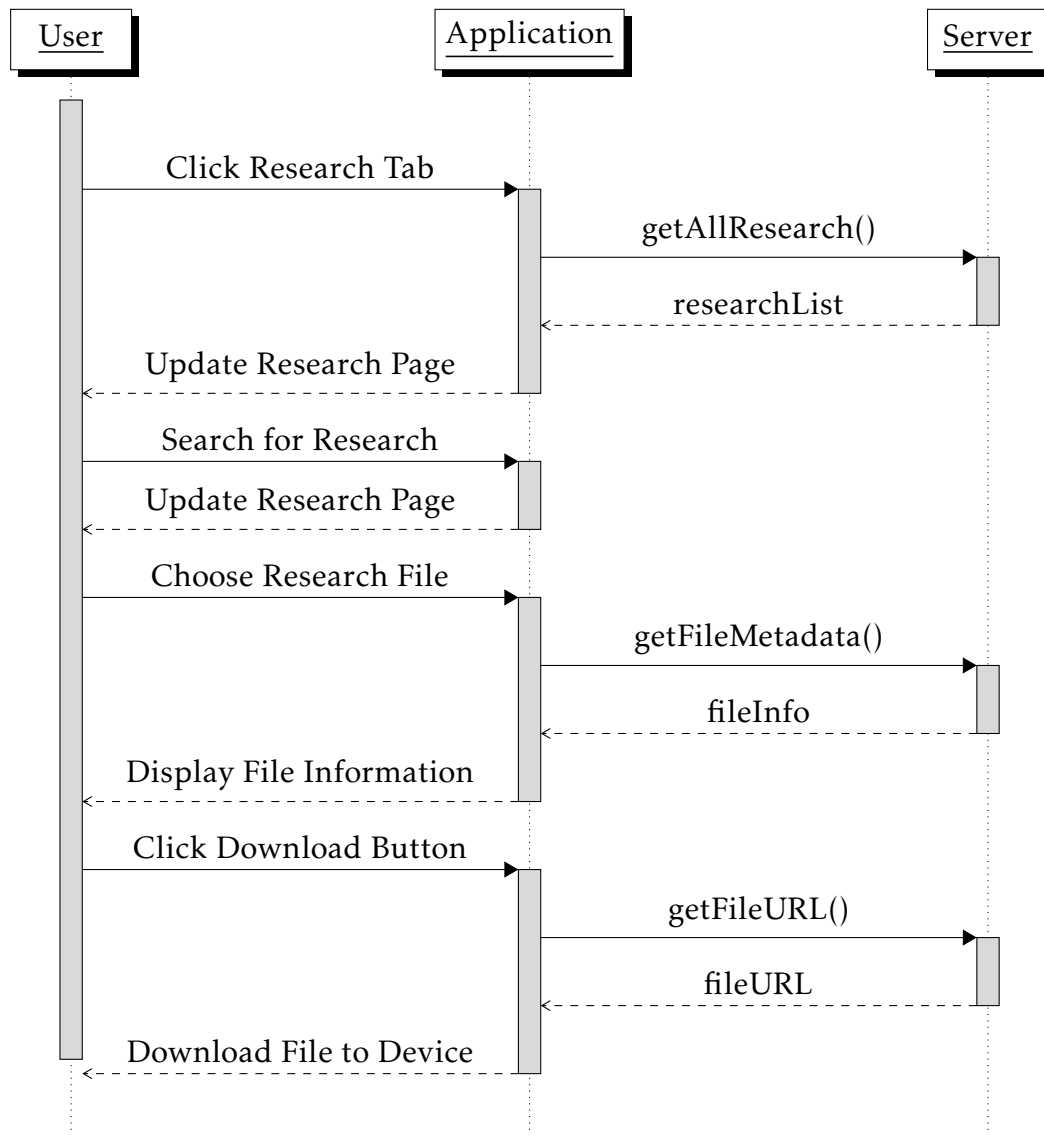 User
Application
Server
Click Research Tab
getAllResearch()
researchList
Update Research Page
Search for Research
Update Research Page
Choose Research File
getFileMetadata()
fileInfo
Display File Information
Click Download Button
getFileURL()
fileURL
Download File to Device